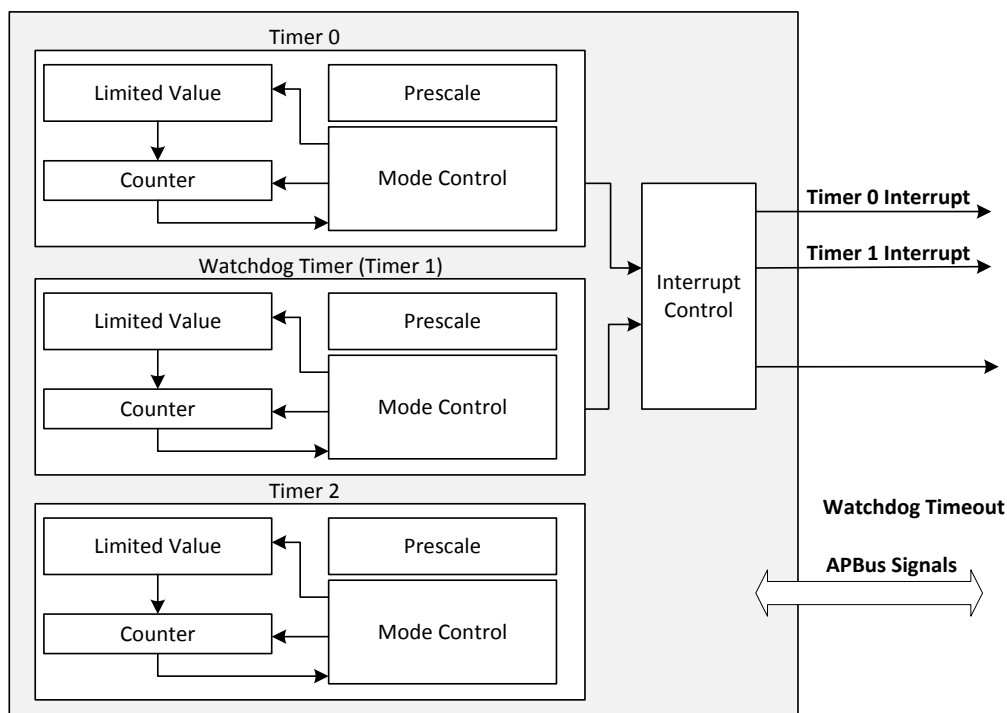 Timer 0
Limited Value
Prescale
Counter
Mode Control
Watchdog Timer (Timer 1)
Limited Value
Prescale
Counter
Mode Control
Timer 2
Limited Value
Prescale
Counter
Mode Control
Interrupt
Control
Timer 0 Interrupt
Timer 1 Interrupt
Watchdog Timeout
APBus Signals